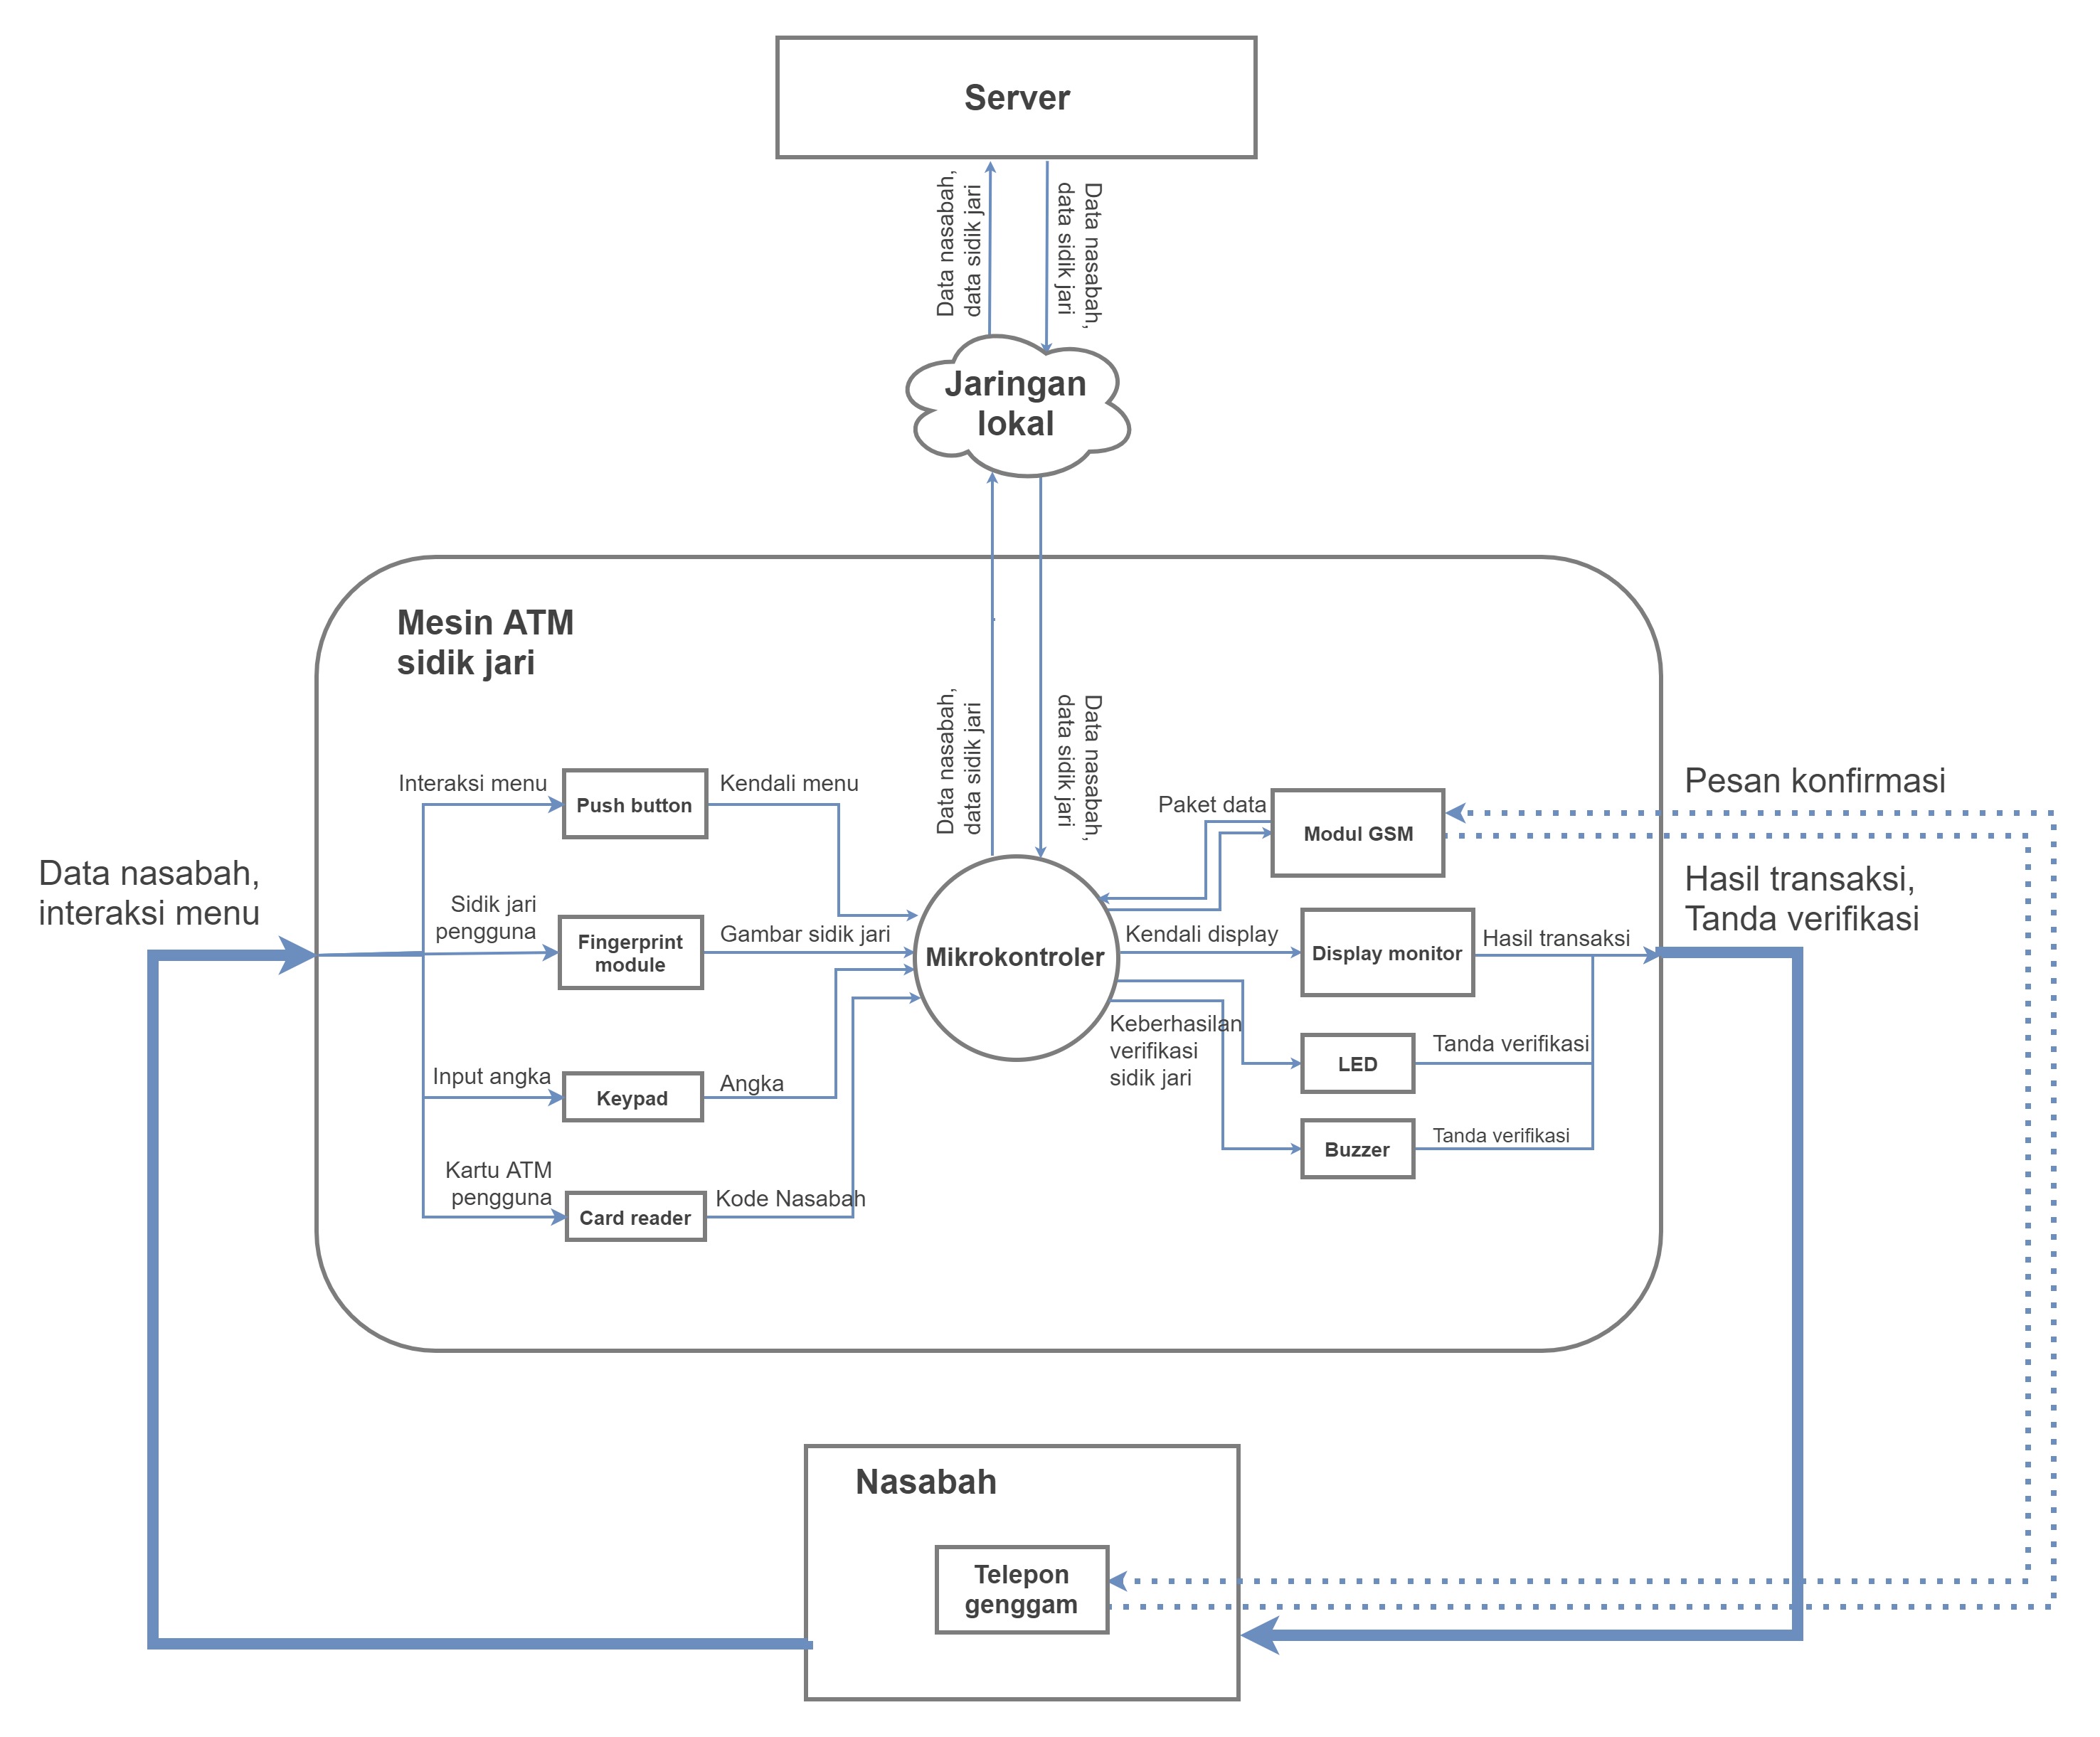 Server
Data nasabah,
data sidik jari
Data nasabah,
data sidik jari
Jaringan
lokal
Mesin ATM
sidik jari
Data nasabah,
data sidik jari
Data nasabah,
data sidik jari
Data nasabah,
interaksi menu
Interaksi menu
Push button
Kendali menu
Sidik jari
pengguna
Fingerprint
module
Gambar sidik jari
Input angka
Keypad
Angka
Kartu ATM
pengguna
Card reader
Kode Nasabah
Mikrokontroler
Paket data
Modul GSM
Kendali display
Display monitor
Hasil transaksi
Keberhasilan
verifikasi
sidik jari
LED
Tanda verifikasi
Buzzer
Tanda verifikasi
Pesan konfirmasi
Hasil transaksi,
Tanda verifikasi
Nasabah
Telepon
genggam